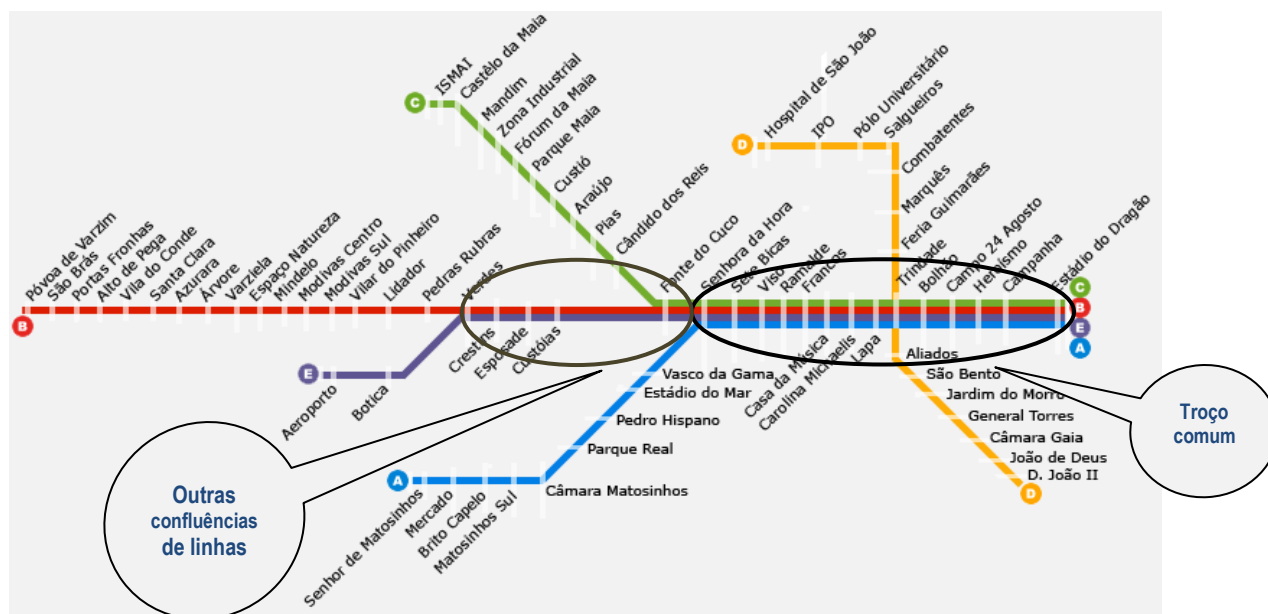 C
ISMAI
Castêlo da Maia
Mandim
Zona Industrial
Fórum da Maia
Parque Maia
Custió
Araújo
Pias
Cândido dos Reis
D
Hospital de São João
IPO
Pólo Universitário
Salgueiros
Combatentes
Marquês
Feria Guimarães
Póvoa de Varzim
São Brás
Portas Fronhas
Alto de Pega
Vila do Conde
Santa Clara
Azurara
Árvore
Varziela
Espaço Natureza
Mindelo
Modivas Centro
Modivas Sul
Vilar do Pinheiro
Lidador
Pedras Rubras
Verdes
Fonte do Cuco
Senhora da Hora
Sete Bicas
Viso
Ramalde
Francos
Trindade
Bolhão
Campo 24 Agosto
Heroísmo
Campanha
Estádio do Dragão
B
C
B
E
A
E
Aeroporto
Botica
Crestins
Esposade
Custóias
Casa da Música
Carolina Michaelis
Lapa
Aliados
São Bento
Jardim do Morro
General Torres
Câmara Gaia
João de Deus
D. João II
D
Vasco da Gama
Estádio do Mar
Pedro Hispano
Parque Real
Câmara Matosinhos
A
Senhor de Matosinhos
Mercado
Brito Capelo
Matosinhos Sul
Troço
comum
Outras
confluências
de linhas